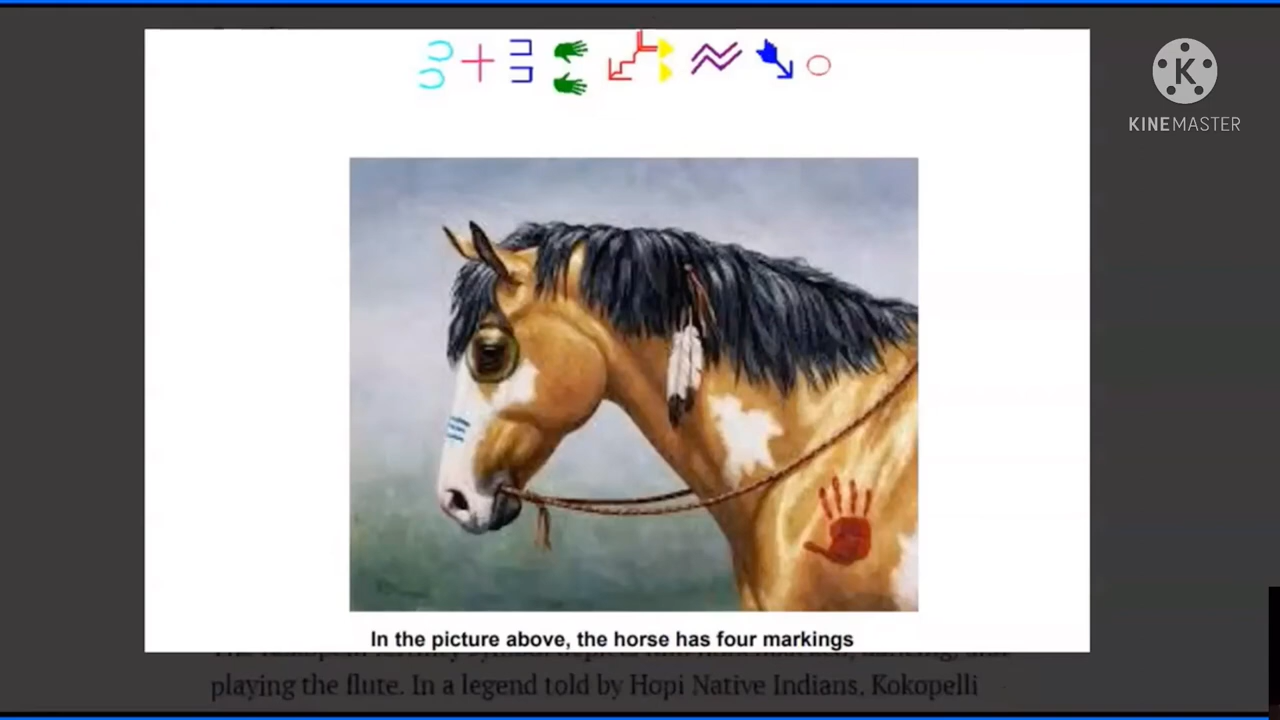 KINEMASTER
In the picture above, the horse has four markings
playing the flute. In a legend told by Hopi Native Indians, Kokopelli